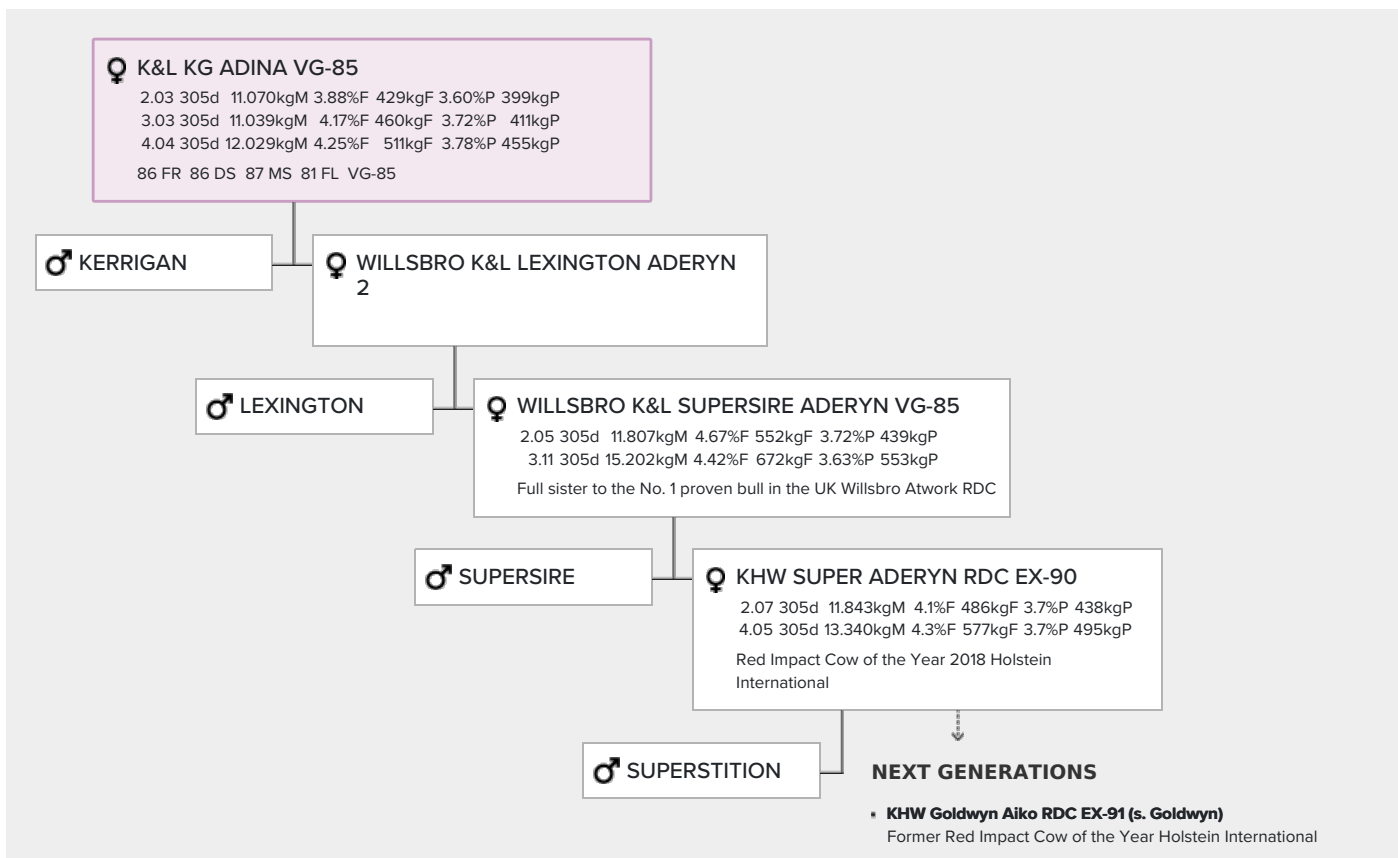 K&L KG ADINA VG-85
2.03 305d 11.070kgM 3.88%F 429kgF 3.60%P 399kgP
3.03 305d 11.039kgM 4.17%F 460kgF 3.72%P 411kgP
4.04 305d 12.029kgM 4.25%F 511kgF 3.78%P 455kgP
86 FR 86 DS 87 MS 81 FL VG-85
KERRIGAN
WILLSBRO K&L LEXINGTON ADERYN
2
LEXINGTON
WILLSBRO K&L SUPERSIRE ADERYN VG-85
2.05 305d 11.807kgM 4.67%F 552kgF 3.72%P 439kgP
3.11 305d 15.202kgM 4.42%F 672kgF 3.63%P 553kgP
Full sister to the No. 1 proven bull in the UK Willsbro Atwork RDC
SUPERSIRE
KHW SUPER ADERYN RDC EX-90
2.07 305d 11.843kgM 4.1%F 486kgF 3.7%P 438kgP
4.05 305d 13.340kgM 4.3%F 577kgF 3.7%P 495kgP
Red Impact Cow of the Year 2018 Holstein
International
SUPERSTITION
NEXT GENERATIONS
KHW Goldwyn Aiko RDC EX-91 (s. Goldwyn)
Former Red Impact Cow of the Year Holstein International